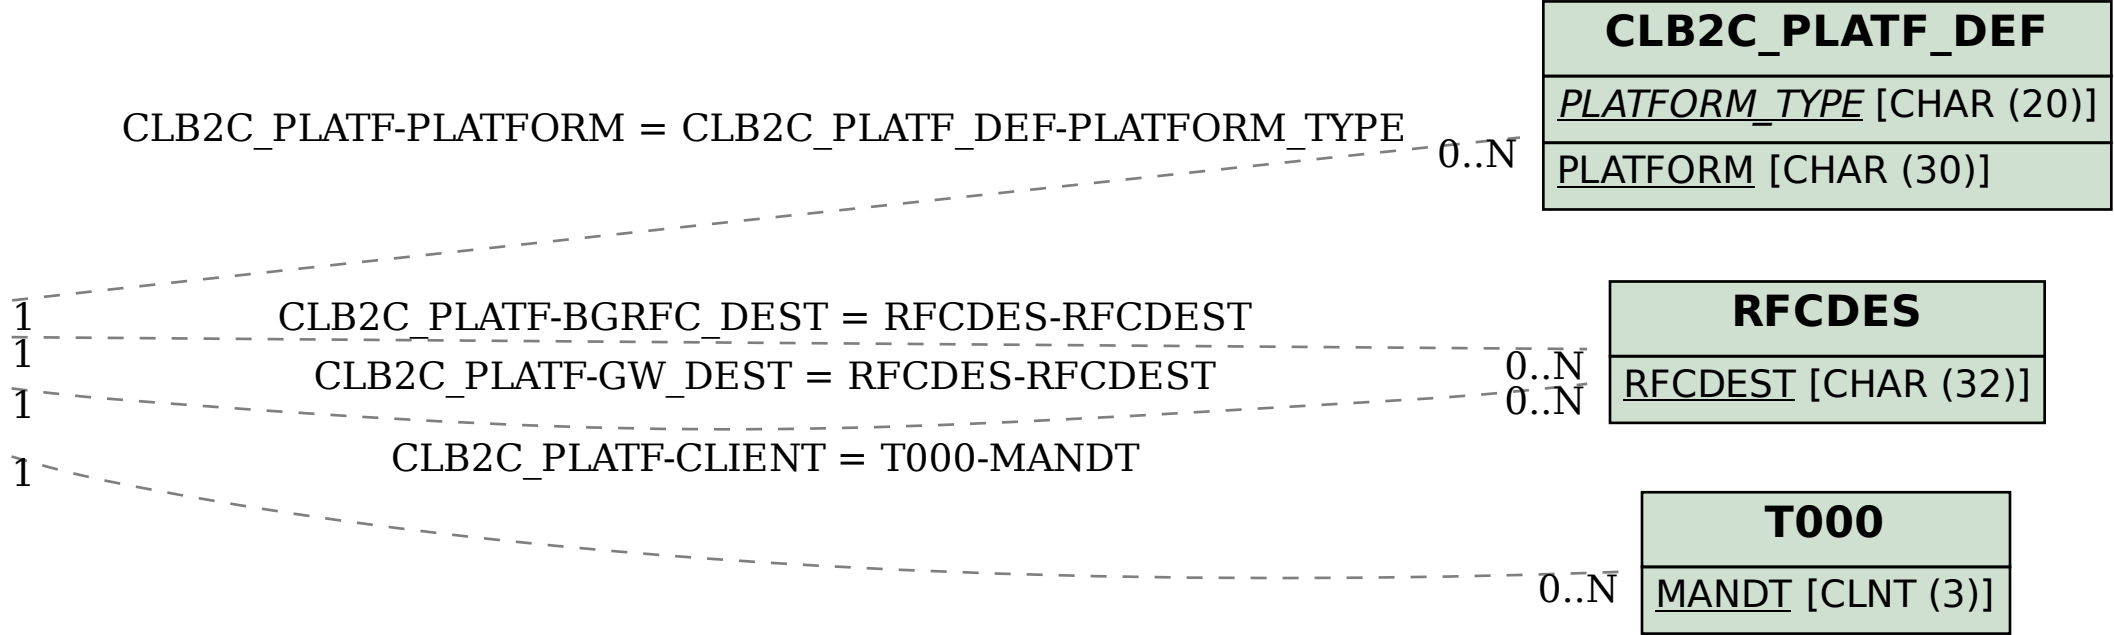 CLB2C_PLATF_DEF
PLATFORM_TYPE [CHAR (20)]
CLB2C_PLATF-PLATFORM = CLB2C_PLATF_DEF-PLATFORM_TYPE
0..N
PLATFORM [CHAR (30)]
1
CLB2C_PLATF-BGRFC_DEST = RFCDES-RFCDEST
RFCDES
1
0..N
CLB2C_PLATF-GW_DEST = RFCDES-RFCDEST
RFCDEST [CHAR (32)]
1
0..N
CLB2C_PLATF-CLIENT = T000-MANDT
1
T000
0..N
MANDT [CLNT (3)]